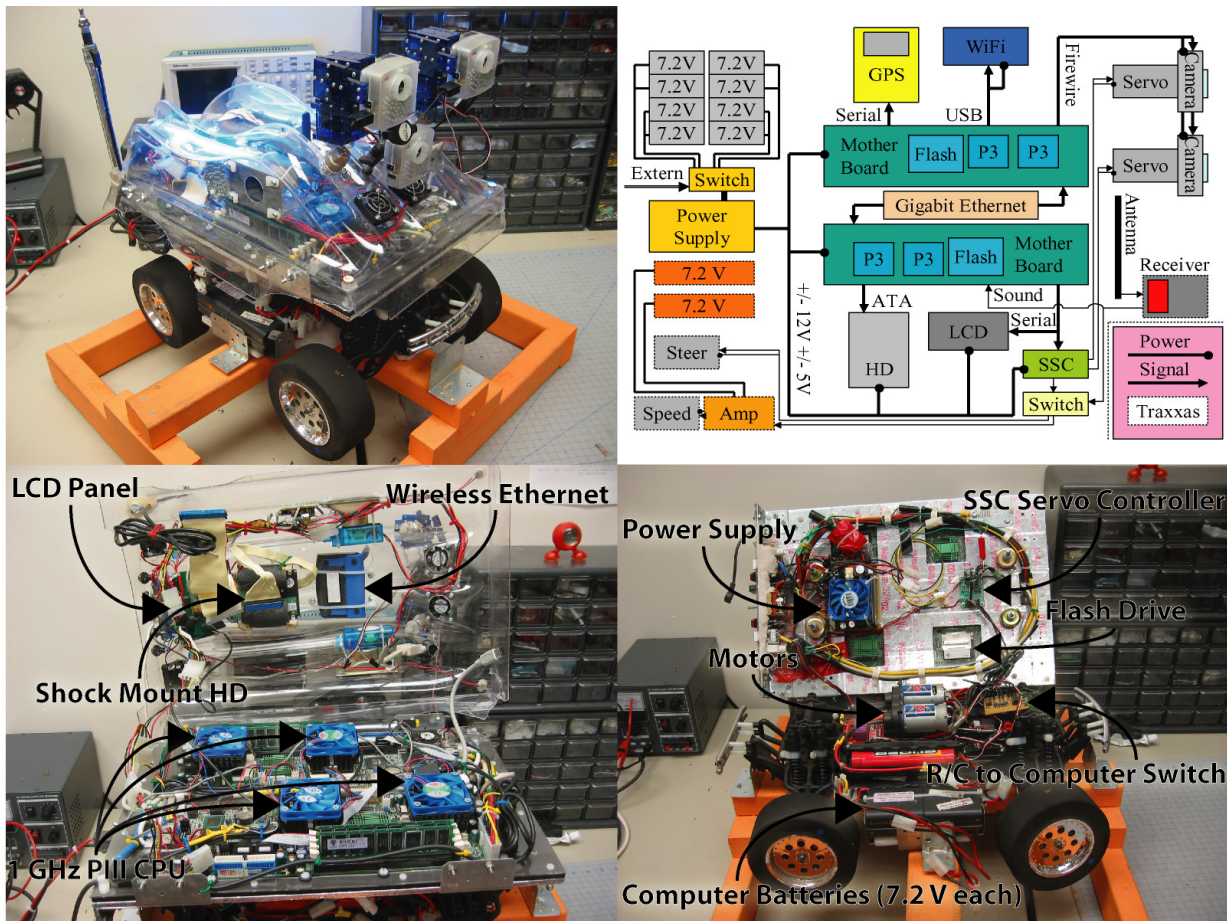 7.2V 7.2V
7.2V 7.2V
7.2V 7.2V
7.2V 7.2V
Extern
Switch
Power
Supply
7.2 V
7.2 V
Steer
Speed
Amp
GPS
Serial
WiFi
USB
Firewire
Servo
Camera
Servo
Camera
Mother
Board
Flash
P3
P3
Gigabit Ethernet
P3
P3
Flash
Mother
Board
Antenna
Receiver
Sound
ATA
HD
LCD
Serial
+/- 12V +/- 5V
SSC
Switch
Power
Signal
Traxxas
LCD Panel
Wireless Ethernet
Shock Mount HD
1 GHz PIII CPU
SSC Servo Controller
Power Supply
Flash Drive
Motors
R/C to Computer Switch
Computer Batteries (7.2 V each)